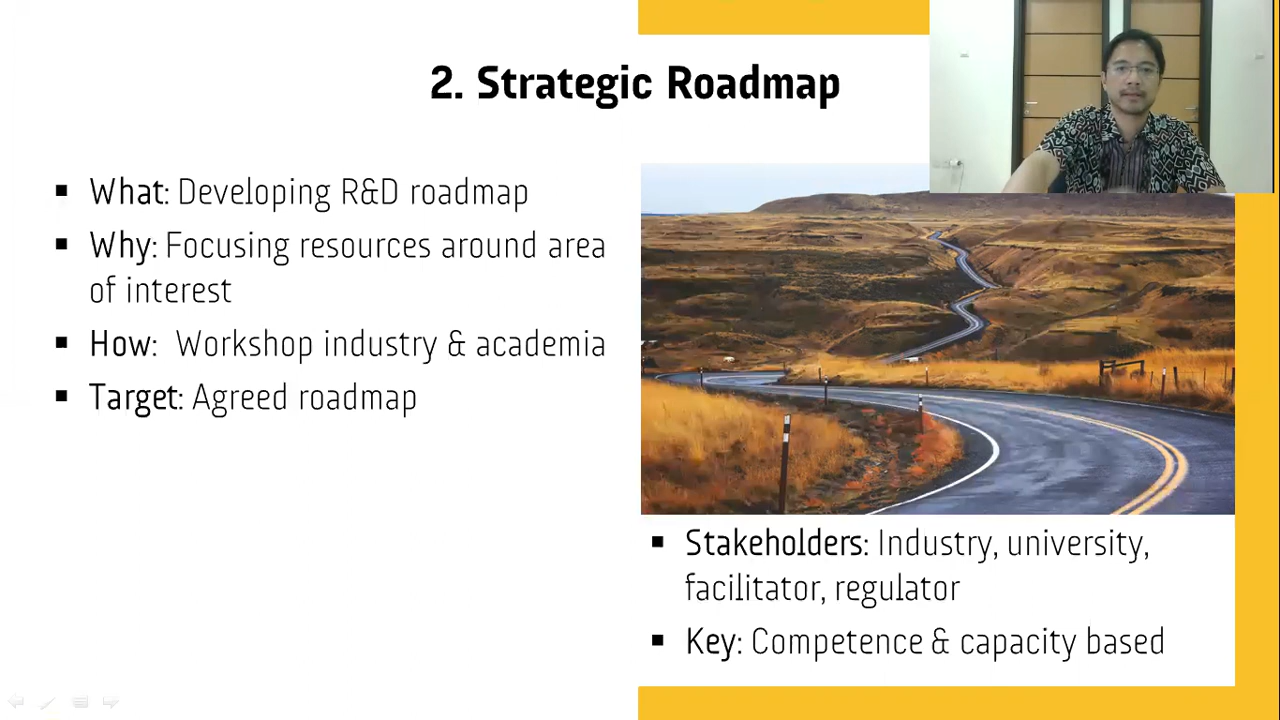 2. Strategic Roadmap
▪ What: Developing R&D roadmap
▪ Why: Focusing resources around area
of interest
▪ How:  Workshop industry & academia
▪ Target: Agreed roadmap
▪ Stakeholders: Industry, university,
facilitator, regulator
▪ Key: Competence & capacity based